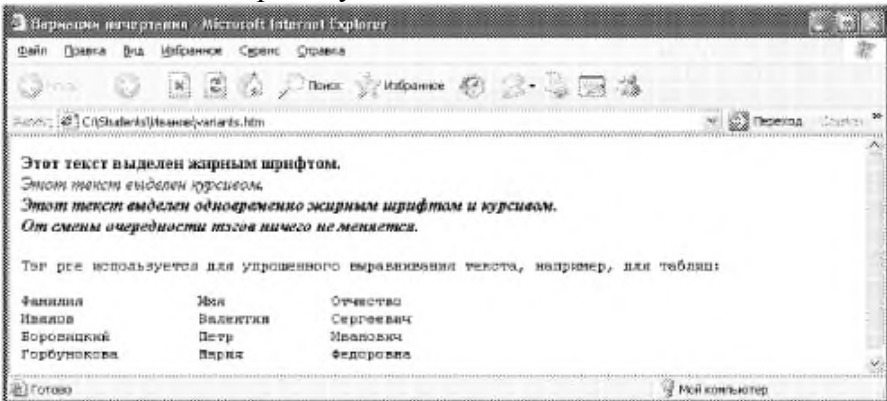 Варианты начертания - Microsoft Internet Explorer
Файл Правка Вид Избранное Сервис Справка
Поиск Избранное
C:\Students\Иванов\variants.htm Переход
Этот текст выделен жирным шрифтом.
Этот текст выделен курсивом.
Этот текст выделен одновременно жирным шрифтом и курсивом.
От смены очередности тэгов ничего не меняется.
Тэг pre используется для упрощенного выравнивания текста, например, для таблиц:
Фамилия Имя Отчество
Иванов Валентин Сергеевич
Боровицкий Петр Иванович
Горбунокова Мария Федоровна
Готово Мой компьютер